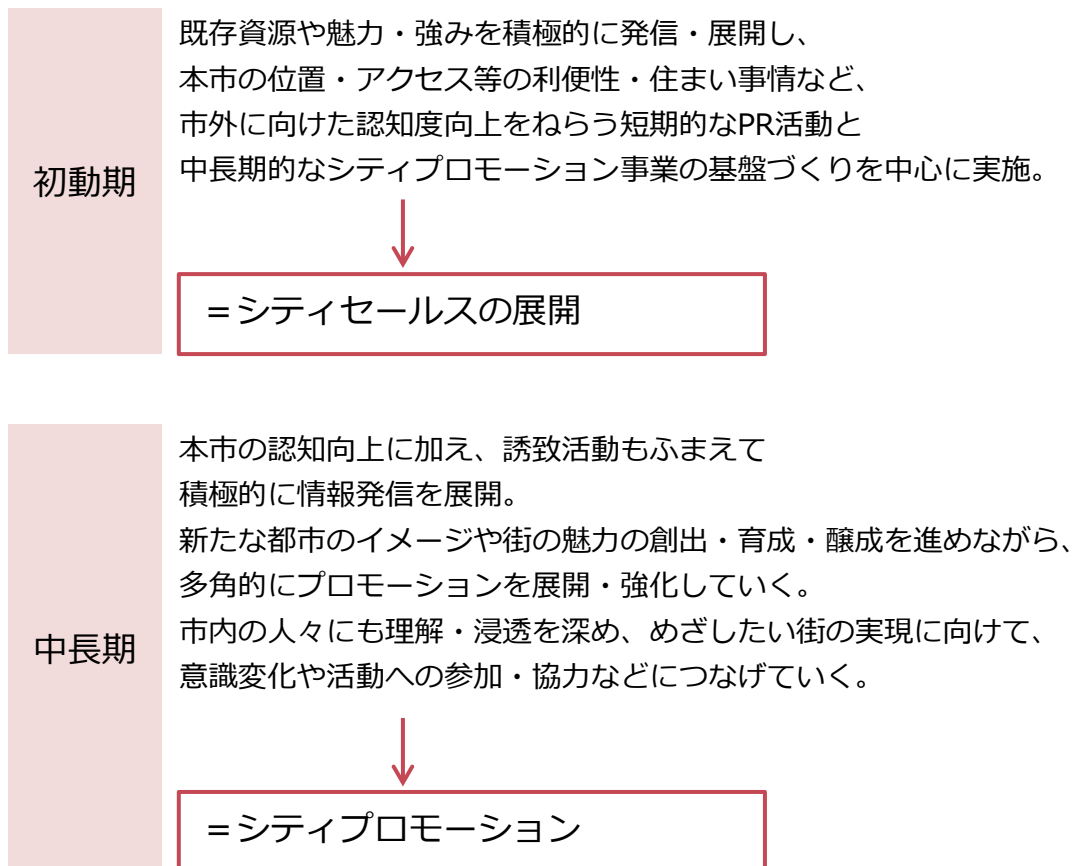 初動期
既存資源や魅力・強みを積極的に発信・展開し、
本市の位置・アクセス等の利便性・住まい事情など、
市外に向けた認知度向上をねらう短期的なPR活動と
中長期的なシティプロモーション事業の基盤づくりを中心に実施。
＝シティセールスの展開
中長期
本市の認知向上に加え、誘致活動もふまえて
積極的に情報発信を展開。
新たな都市のイメージや街の魅力の創出・育成・醸成を進めながら、
多角的にプロモーションを展開・強化していく。
市内の人々にも理解・浸透を深め、めざしたい街の実現に向けて、
意識変化や活動への参加・協力などにつなげていく。
＝シティプロモーション